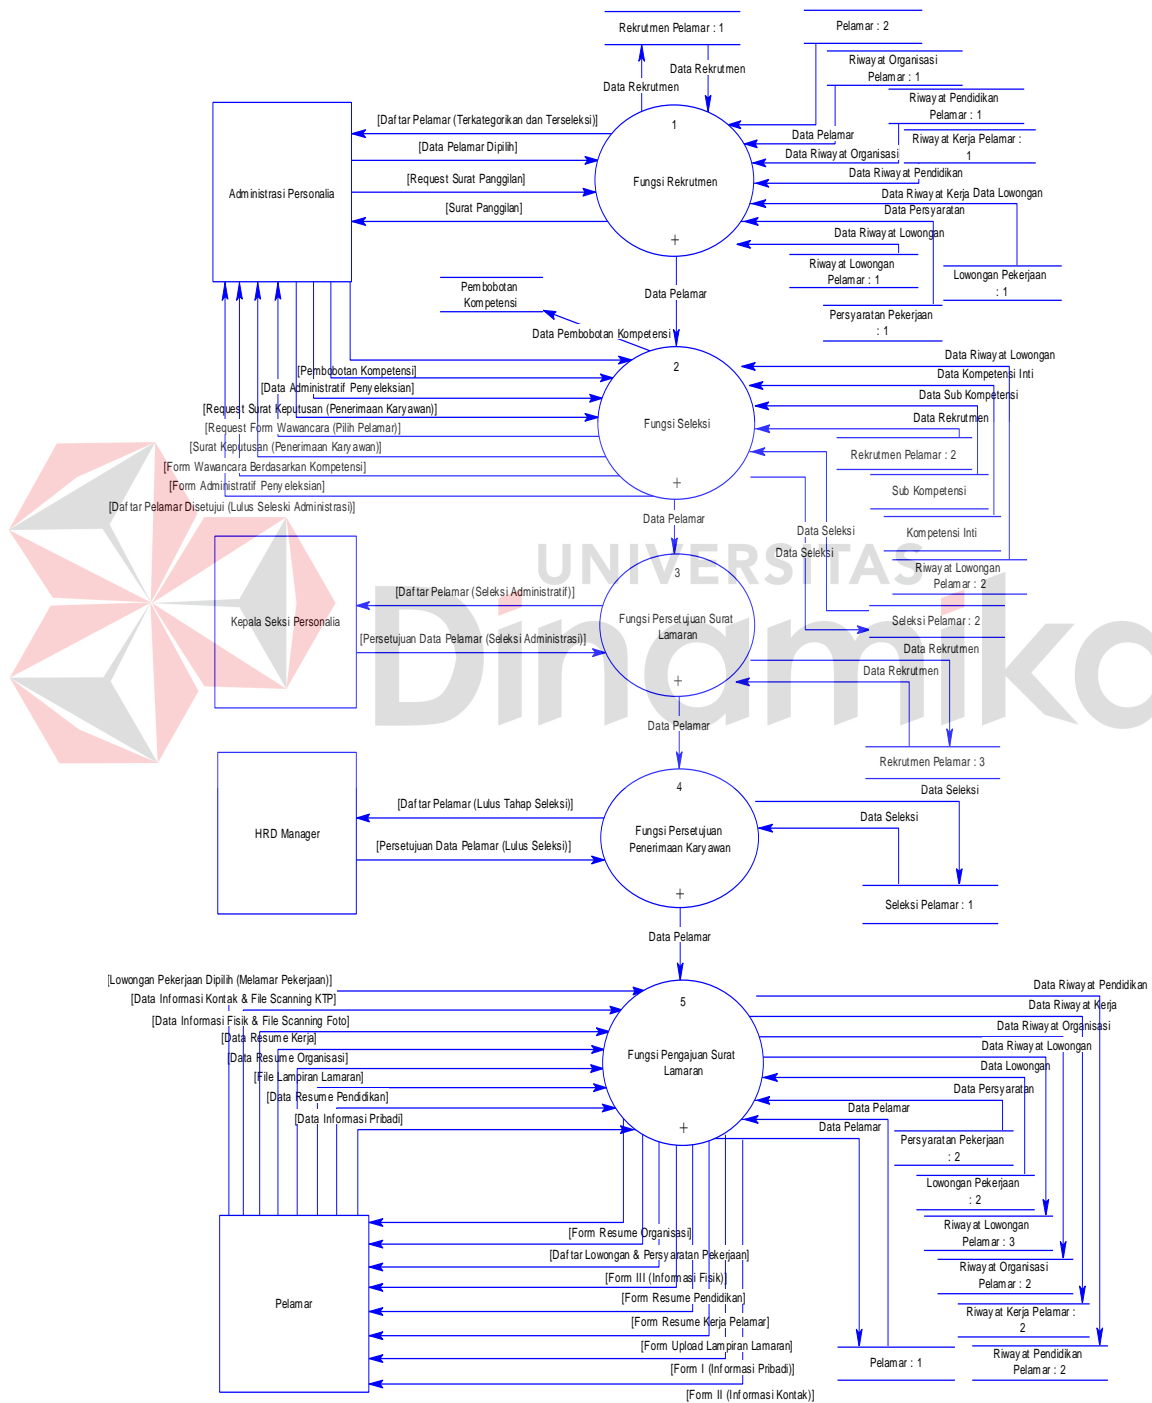 Rekrutmen Pelamar : 1
Pelamar : 2
Data Rekrutmen
Data Rekrutmen
Riwayat Organisasi
Pelamar : 1
Riwayat Pendidikan
Pelamar : 1
Riwayat Kerja Pelamar :
1
[Daftar Pelamar (Terkategorikan dan Terseleksi)]
[Data Pelamar Dipilih]
[Request Surat Panggilan]
[Surat Panggilan]
Administrasi Personalia
1
Fungsi Rekrutmen
Data Pelamar
Data Riwayat Organisasi
Data Riwayat Pendidikan
Data Riwayat Kerja
Data Lowongan
Data Persyaratan
Data Riwayat Lowongan
Riwayat Lowongan
Pelamar : 1
Lowongan Pekerjaan
: 1
Persyaratan Pekerjaan
: 1
Data Pelamar
Pembobotan
Kompetensi
Data Pembobotan Kompetensi
[Pembobotan Kompetensi]
[Data Administratif Penyeleksian]
[Request Surat Keputusan (Penerimaan Karyawan)]
[Request Form Wawancara (Pilih Pelamar)]
[Surat Keputusan (Penerimaan Karyawan)]
[Form Wawancara Berdasarkan Kompetensi]
[Form Administratif Penyeleksian]
[Daftar Pelamar Disetujui (Lulus Seleski Administrasi)]
2
Fungsi Seleksi
Data Riwayat Lowongan
Data Kompetensi Inti
Data Sub Kompetensi
Data Rekrutmen
Rekrutmen Pelamar : 2
Sub Kompetensi
Kompetensi Inti
Riwayat Lowongan
Pelamar : 2
Data Seleksi
Data Seleksi
Seleksi Pelamar : 2
Data Pelamar
UNIVERSITAS
Dinamika
Kepala Seksi Personalia
[Daftar Pelamar (Seleksi Administratif)]
[Persetujuan Data Pelamar (Seleksi Administrasi)]
3
Fungsi Persetujuan Surat
Lamaran
Data Rekrutmen
Data Rekrutmen
Rekrutmen Pelamar : 3
Data Pelamar
HRD Manager
[Daftar Pelamar (Lulus Tahap Seleksi)]
[Persetujuan Data Pelamar (Lulus Seleksi)]
4
Fungsi Persetujuan
Penerimaan Karyawan
Data Seleksi
Data Seleksi
Seleksi Pelamar : 1
Data Pelamar
[Lowongan Pekerjaan Dipilih (Melamar Pekerjaan)]
[Data Informasi Kontak & File Scanning KTP]
[Data Informasi Fisik & File Scanning Foto]
[Data Resume Kerja]
[Data Resume Organisasi]
[File Lampiran Lamaran]
[Data Resume Pendidikan]
[Data Informasi Pribadi]
5
Fungsi Pengajuan Surat
Lamaran
Data Riwayat Pendidikan
Data Riwayat Kerja
Data Riwayat Organisasi
Data Riwayat Lowongan
Data Lowongan
Data Persyaratan
Data Pelamar
Data Pelamar
Persyaratan Pekerjaan
: 2
Lowongan Pekerjaan
: 2
Riwayat Lowongan
Pelamar : 3
Riwayat Organisasi
Pelamar : 2
Riwayat Kerja Pelamar :
2
Riwayat Pendidikan
Pelamar : 2
Pelamar : 1
Pelamar
[Form Resume Organisasi]
[Daftar Lowongan & Persyaratan Pekerjaan]
[Form III (Informasi Fisik)]
[Form Resume Pendidikan]
[Form Resume Kerja Pelamar]
[Form Upload Lampiran Lamaran]
[Form I (Informasi Pribadi)]
[Form II (Informasi Kontak)]